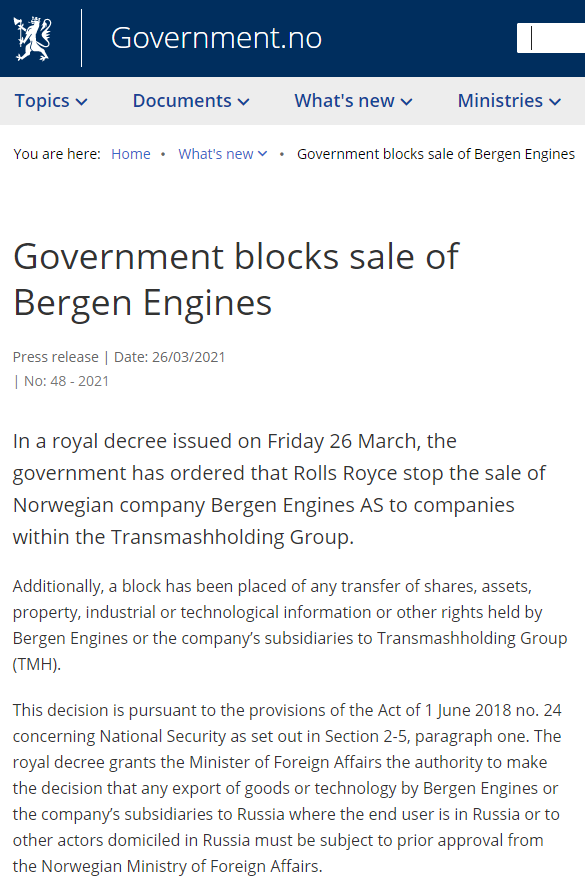 Government.no
Topics Documents What's new Ministries
You are here: Home • What's new • Government blocks sale of Bergen Engines
Government blocks sale of
Bergen Engines
Press release | Date: 26/03/2021
| No: 48 - 2021
In a royal decree issued on Friday 26 March, the
government has ordered that Rolls Royce stop the sale of
Norwegian company Bergen Engines AS to companies
within the Transmashholding Group.
Additionally, a block has been placed of any transfer of shares, assets,
property, industrial or technological information or other rights held by
Bergen Engines or the company’s subsidiaries to Transmashholding Group
(TMH).
This decision is pursuant to the provisions of the Act of 1 June 2018 no. 24
concerning National Security as set out in Section 2-5, paragraph one. The
royal decree grants the Minister of Foreign Affairs the authority to make
the decision that any export of goods or technology by Bergen Engines or
the company’s subsidiaries to Russia where the end user is in Russia or to
other actors domiciled in Russia must be subject to prior approval from
the Norwegian Ministry of Foreign Affairs.